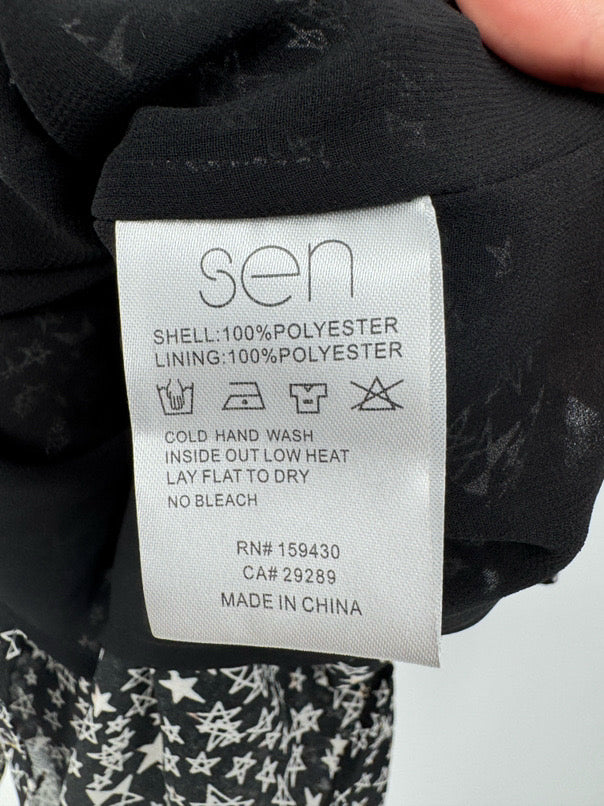 sen
SHELL:100%POLYESTER
LINING:100%POLYESTER
COLD HAND WASH
INSIDE OUT LOW HEAT
LAY FLAT TO DRY
NO BLEACH
RN# 159430
CA# 29289
MADE IN CHINA